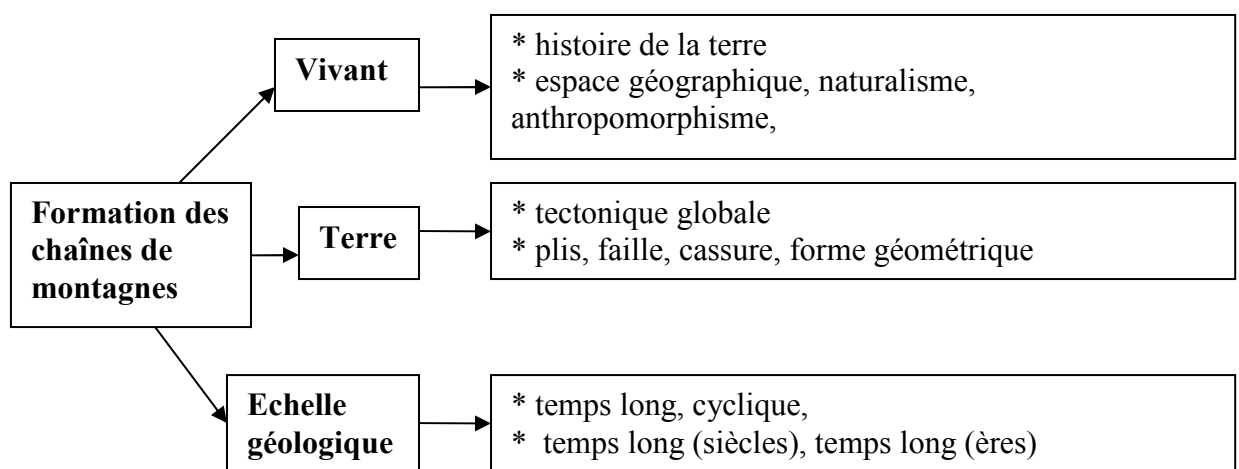 Vivant
* histoire de la terre
* espace géographique, naturalisme,
anthropomorphisme,
Formation des
chaînes de
montagnes
Terre
* tectonique globale
* plis, faille, cassure, forme géométrique
Echelle
géologique
* temps long, cyclique,
* temps long (siècles), temps long (ères)